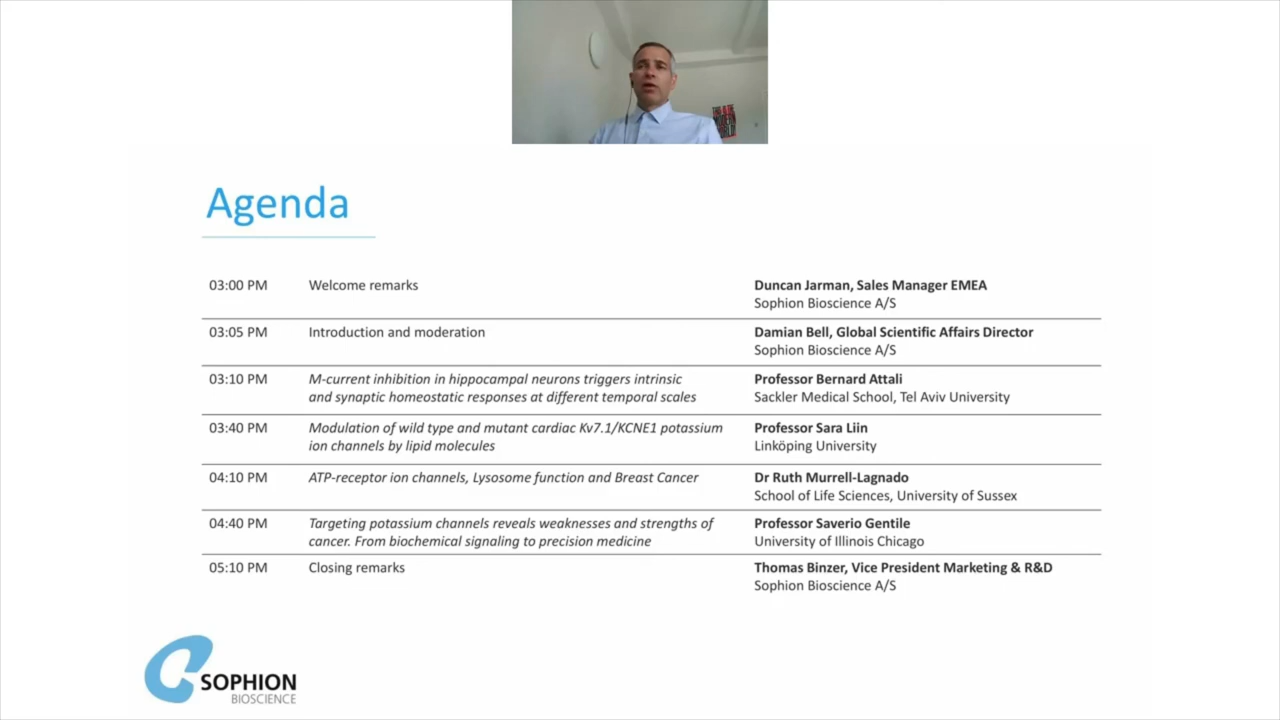 THIS IS THE
MODERN
WORLD
Agenda
03:00 PM Welcome remarks Duncan Jarman, Sales Manager EMEA
Sophion Bioscience A/S
03:05 PM Introduction and moderation Damian Bell, Global Scientific Affairs Director
Sophion Bioscience A/S
03:10 PM M-current inhibition in hippocampal neurons triggers intrinsic Professor Bernard Attali
and synaptic homeostatic responses at different temporal scales Sackler Medical School, Tel Aviv University
03:40 PM Modulation of wild type and mutant cardiac Kv7.1/KCNE1 potassium Professor Sara Liin
ion channels by lipid molecules Linköping University
04:10 PM ATP-receptor ion channels, Lysosome function and Breast Cancer Dr Ruth Murrell-Lagnado
School of Life Sciences, University of Sussex
04:40 PM Targeting potassium channels reveals weaknesses and strengths of Professor Saverio Gentile
cancer. From biochemical signaling to precision medicine University of Illinois Chicago
05:10 PM Closing remarks Thomas Binzer, Vice President Marketing & R&D
Sophion Bioscience A/S
SOPHION
BIOSCIENCE